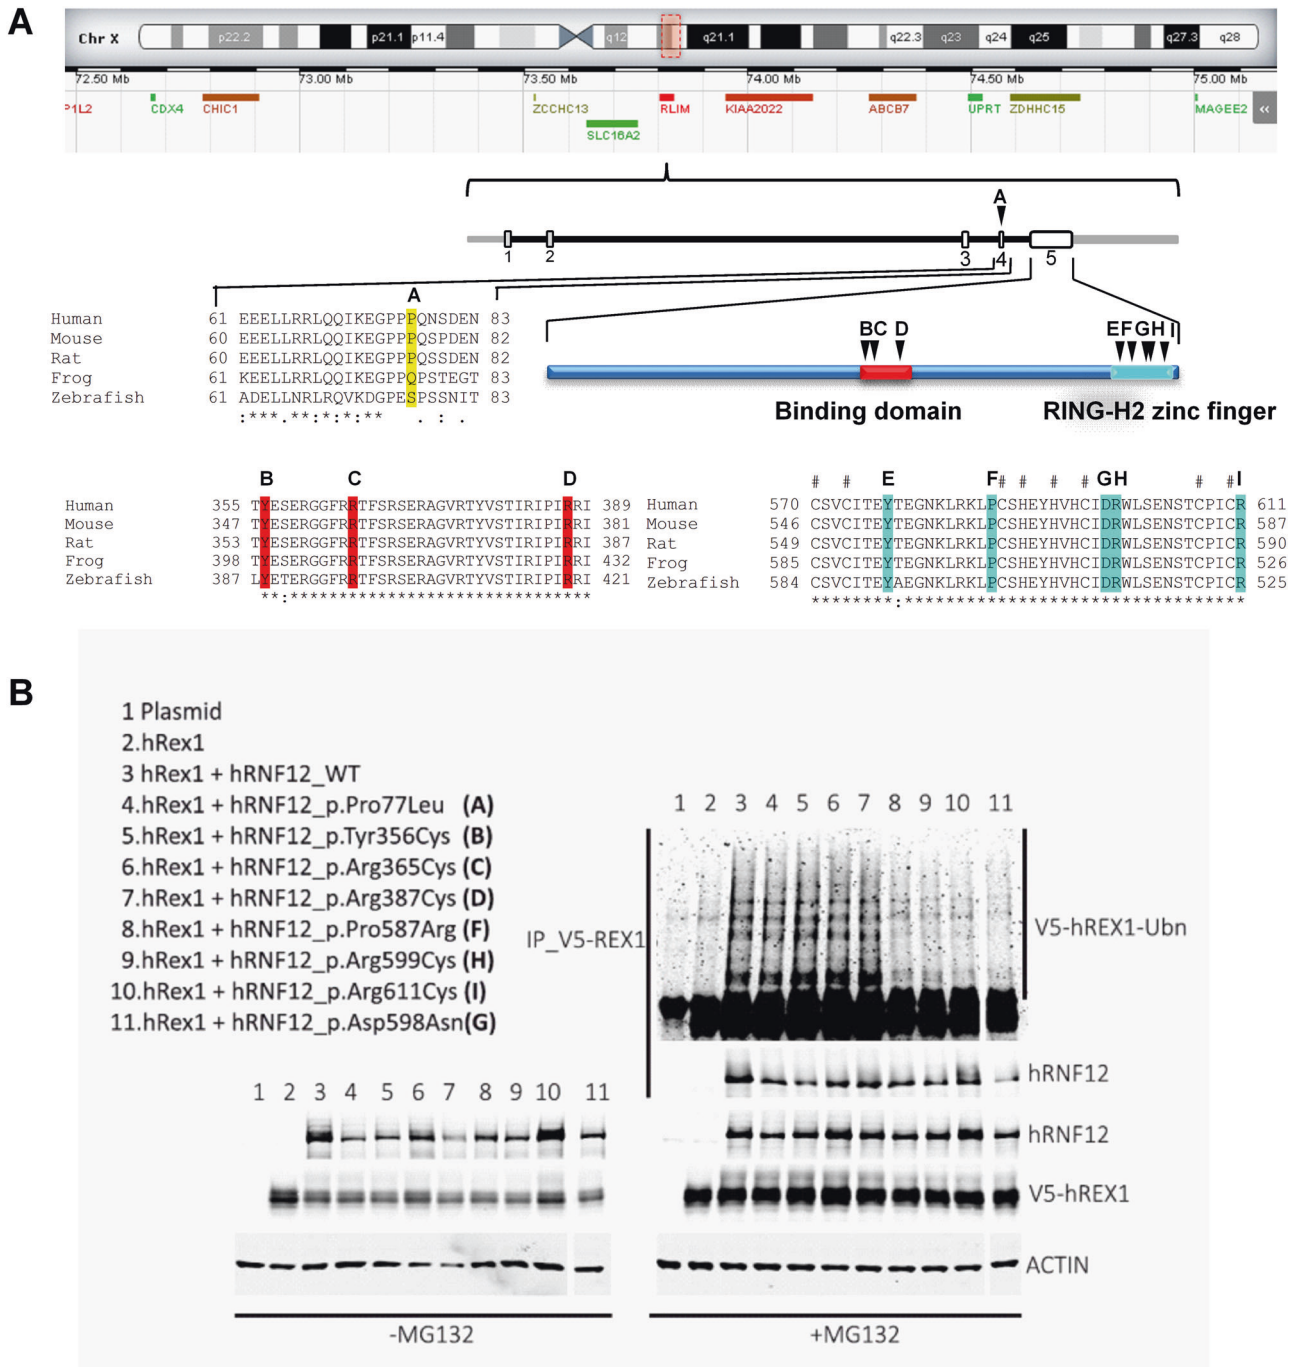 A
Chr X
p22.2 p21.1 p11.4 q12 q21.1 q22.3 q23 q24 q25 q27.3 q28
72.50 Mb 73.00 Mb 73.50 Mb 74.00 Mb 74.50 Mb 75.00 Mb
P1L2 CDX4 CHIC1 ZCCHC13 RLIM KIAA2022 ABCB7 UPRT ZDHHC15 MAGEE2 «
SLC16A2
A
1 2 3 4 5
A
Human 61 EEELLRRLQQIKEGPPPQNSDEN 83
Mouse 60 EEELLRRLQQIKEGPPPQNSPDEN 82
Rat 60 EEELLRRLQQIKEGPPPQSSDEN 82
Frog 61 KEELLRRLQQIKEGPPQPSTEGT 83
Zebrafish 61 ADELLNRLRQVKDGPESPSSNIT 83
:***.**:*:*:** . : .
BC D EF GH I
Binding domain RING-H2 zinc finger
B C D
Human 355 TYESERGGFRRTFSRSERAGVRTYVSTIRIPIRRI 389
Mouse 347 TYESERGGFRRTFSRSERAGVRTYVSTIRIPIRRI 381
Rat 353 TYESERGGFRRTFSRSERAGVRTYVSTIRIPIRRI 387
Frog 398 TYESERGGFRRTFSRSERAGVRTYVSTIRIPIRRI 432
Zebrafish 387 LYETERGGFRRTFSRSERAGVRTYVSTIRIPIRRI 421
**:*******************************
# # E F # # # # G H # # I
Human 570 CSVCITEYTEGNKLRKLPCSHEYHVHCIDRWLSENSTCPICR 611
Mouse 546 CSVCITEYTEGNKLRKLPCSHEYHVHCIDRWLSENSTCPICR 587
Rat 549 CSVCITEYTEGNKLRKLPCSHEYHVHCIDRWLSENSTCPICR 590
Frog 585 CSVCITEYTEGNKLRKLPCSHEYHVHCIDRWLSENSTCPICR 526
Zebrafish 584 CSVCITEYAEGNKLRKLPCSHEYHVHCIDRWLSENSTCPICR 525
********:*********************************
B
1 Plasmid
2.hRex1
3 hRex1 + hRNF12_WT
4.hRex1 + hRNF12_p.Pro77Leu (A)
5.hRex1 + hRNF12_p.Tyr356Cys (B)
6.hRex1 + hRNF12_p.Arg365Cys (C)
7.hRex1 + hRNF12_p.Arg387Cys (D)
8.hRex1 + hRNF12_p.Pro587Arg (F)
9.hRex1 + hRNF12_p.Arg599Cys (H)
10.hRex1 + hRNF12_p.Arg611Cys (I)
11.hRex1 + hRNF12_p.Asp598Asn(G)
1 2 3 4 5 6 7 8 9 10 11
IP_V5-REX1
V5-hREX1-Ubn
hRNF12
1 2 3 4 5 6 7 8 9 10 11
hRNF12
V5-hREX1
ACTIN
-MG132 +MG132